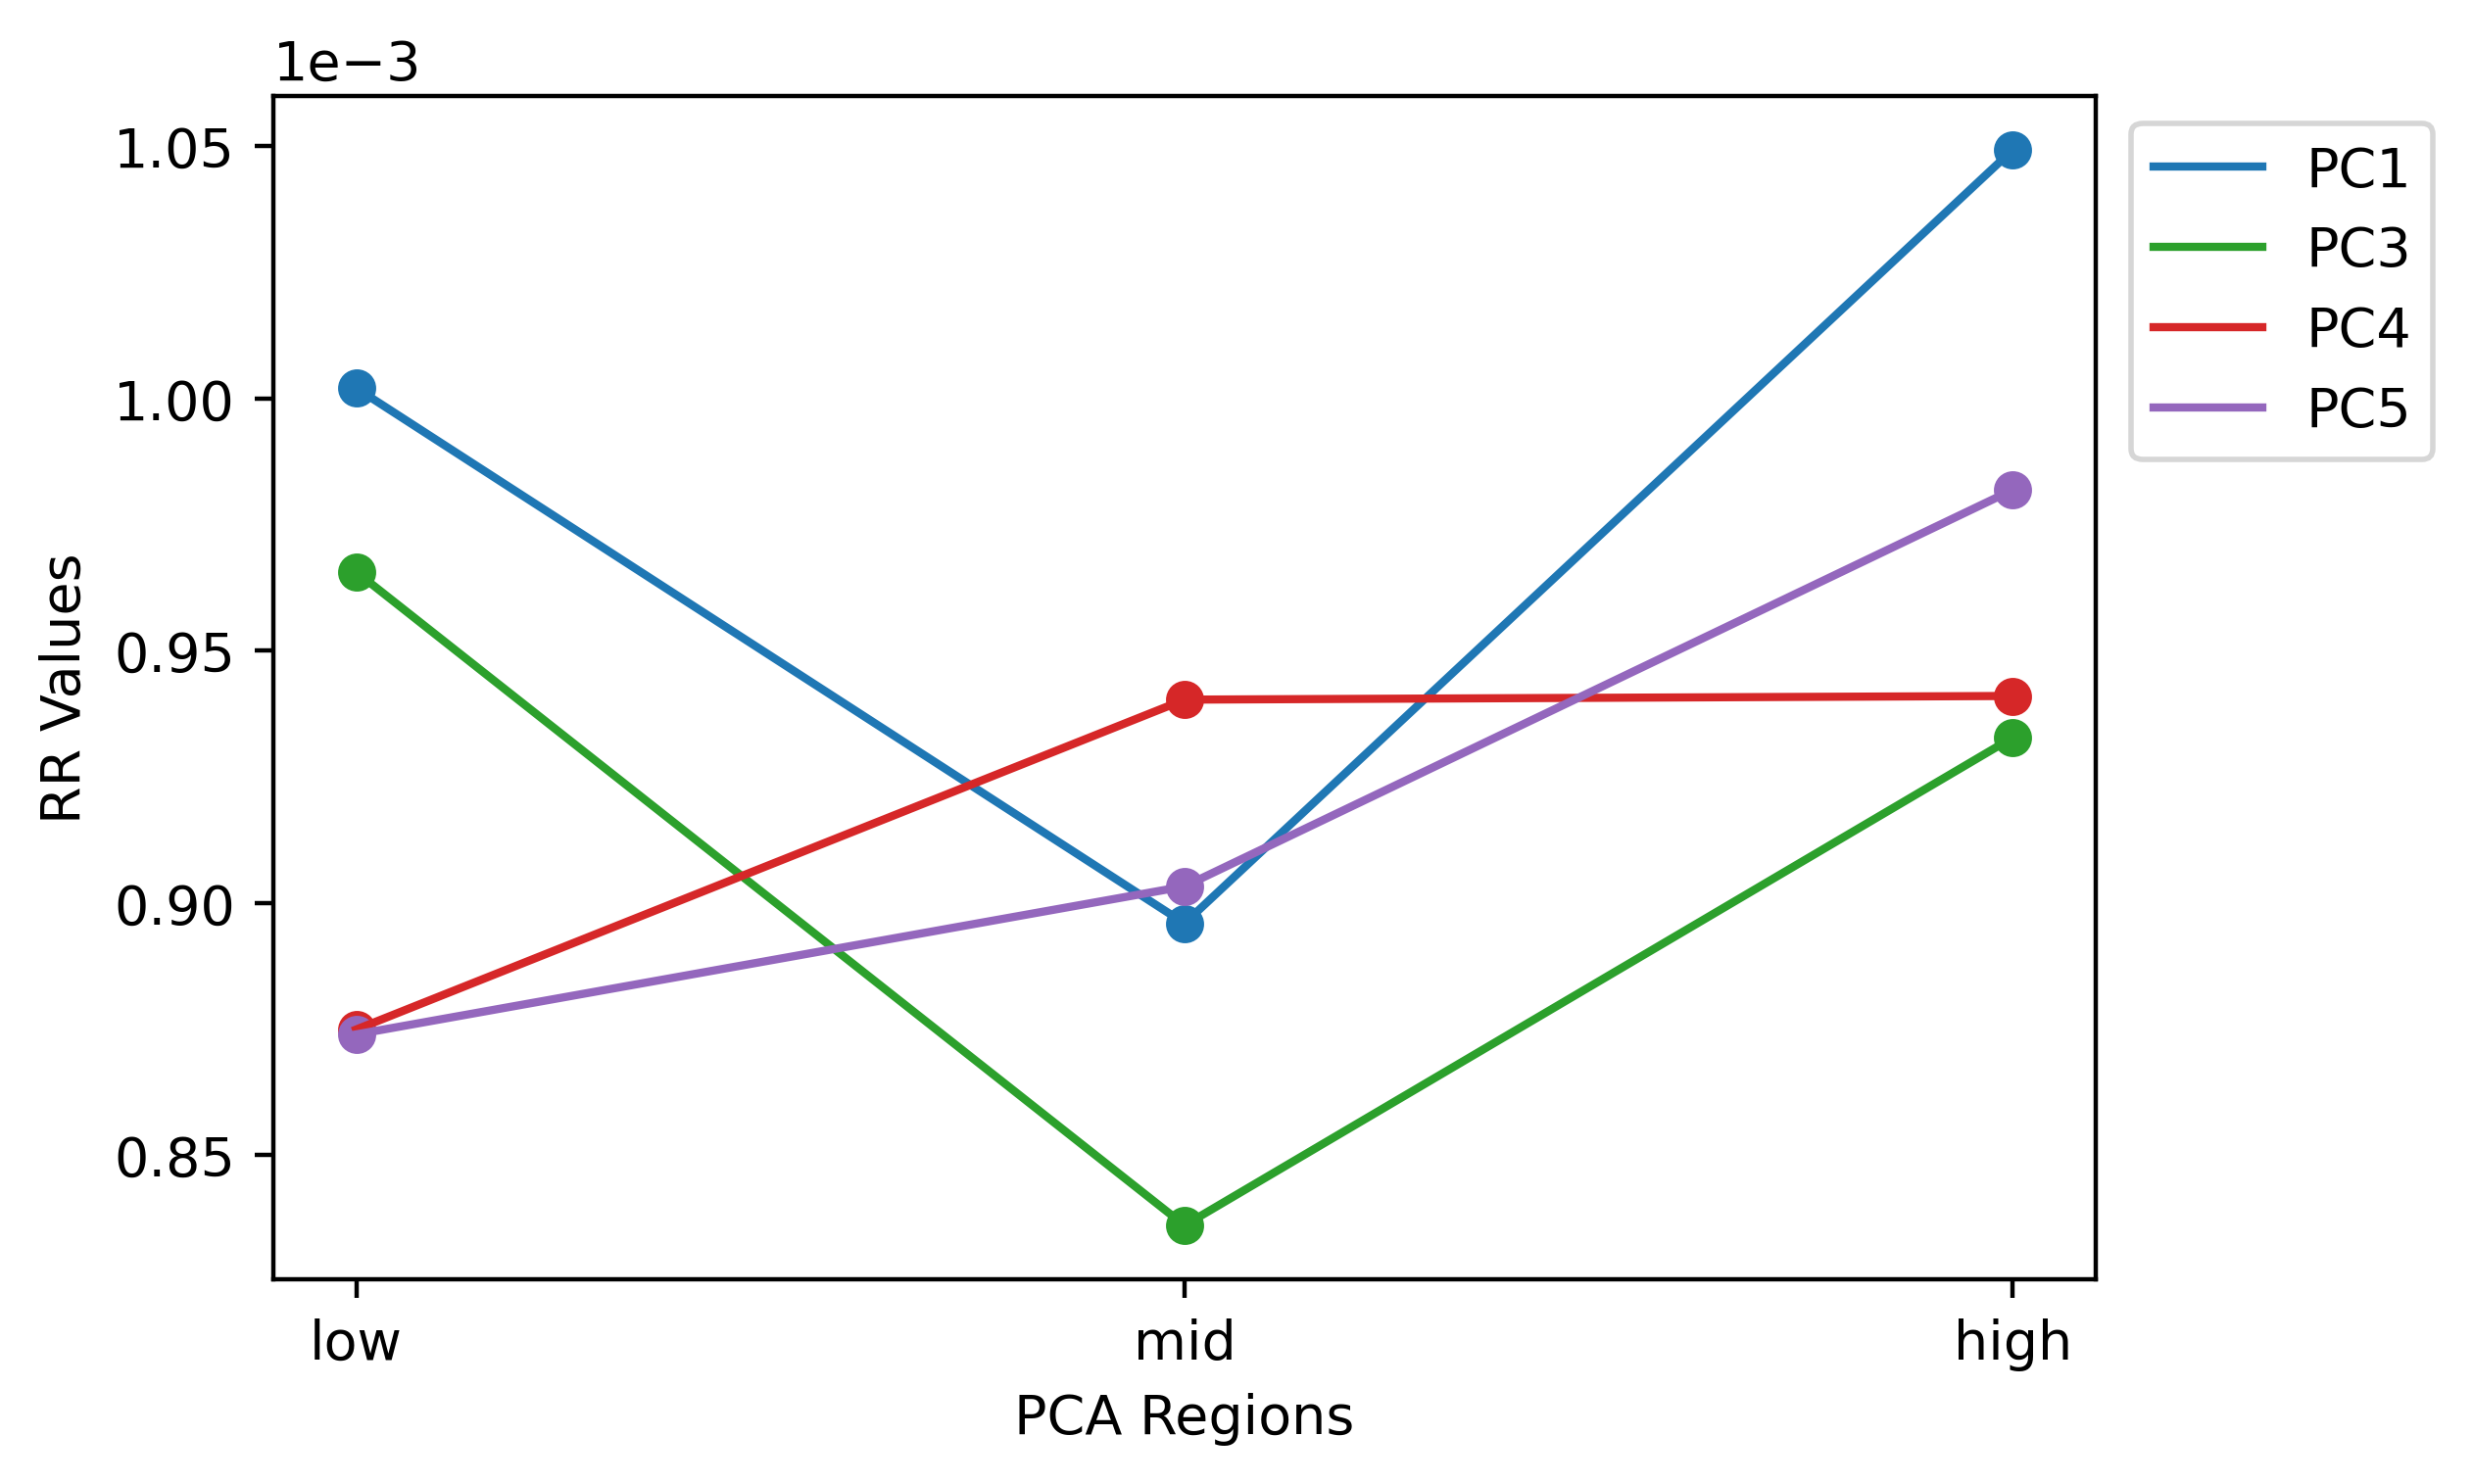 1e−3
1.05
1.00
0.95
0.90
0.85
RR Values
low
mid
high
PCA Regions
PC1
PC3
PC4
PC5